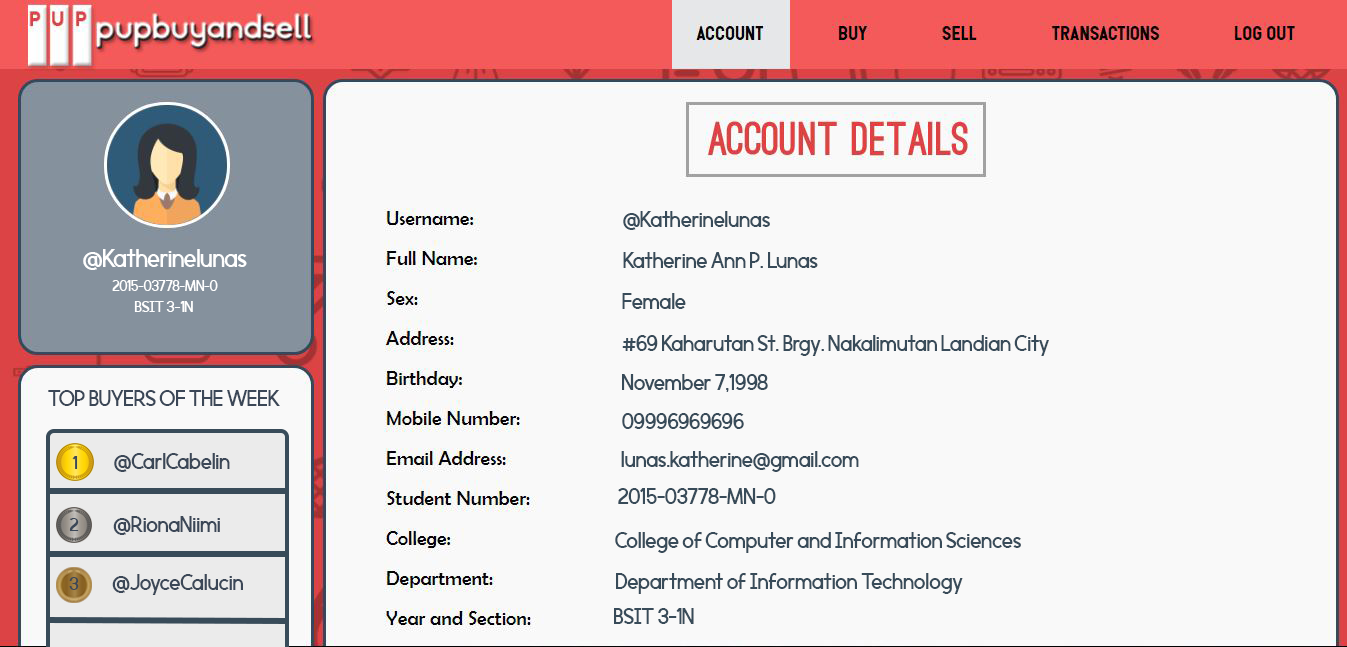 PUP pupbuyandsell
ACCOUNT BUY SELL TRANSACTIONS LOG OUT
@Katherinelunas
2015-03778-MN-0
BSIT 3-1N
TOP BUYERS OF THE WEEK
1 @CarlCabelin
2 @RionaNiimi
3 @JoyceCalucin
ACCOUNT DETAILS
Username: @Katherinelunas
Full Name: Katherine Ann P. Lunas
Sex: Female
Address: #69 Kaharutan St. Brgy. Nakalimutan Landian City
Birthday: November 7,1998
Mobile Number: 09996969696
Email Address: lunas.katherine@gmail.com
Student Number: 2015-03778-MN-0
College: College of Computer and Information Sciences
Department: Department of Information Technology
Year and Section: BSIT 3-1N